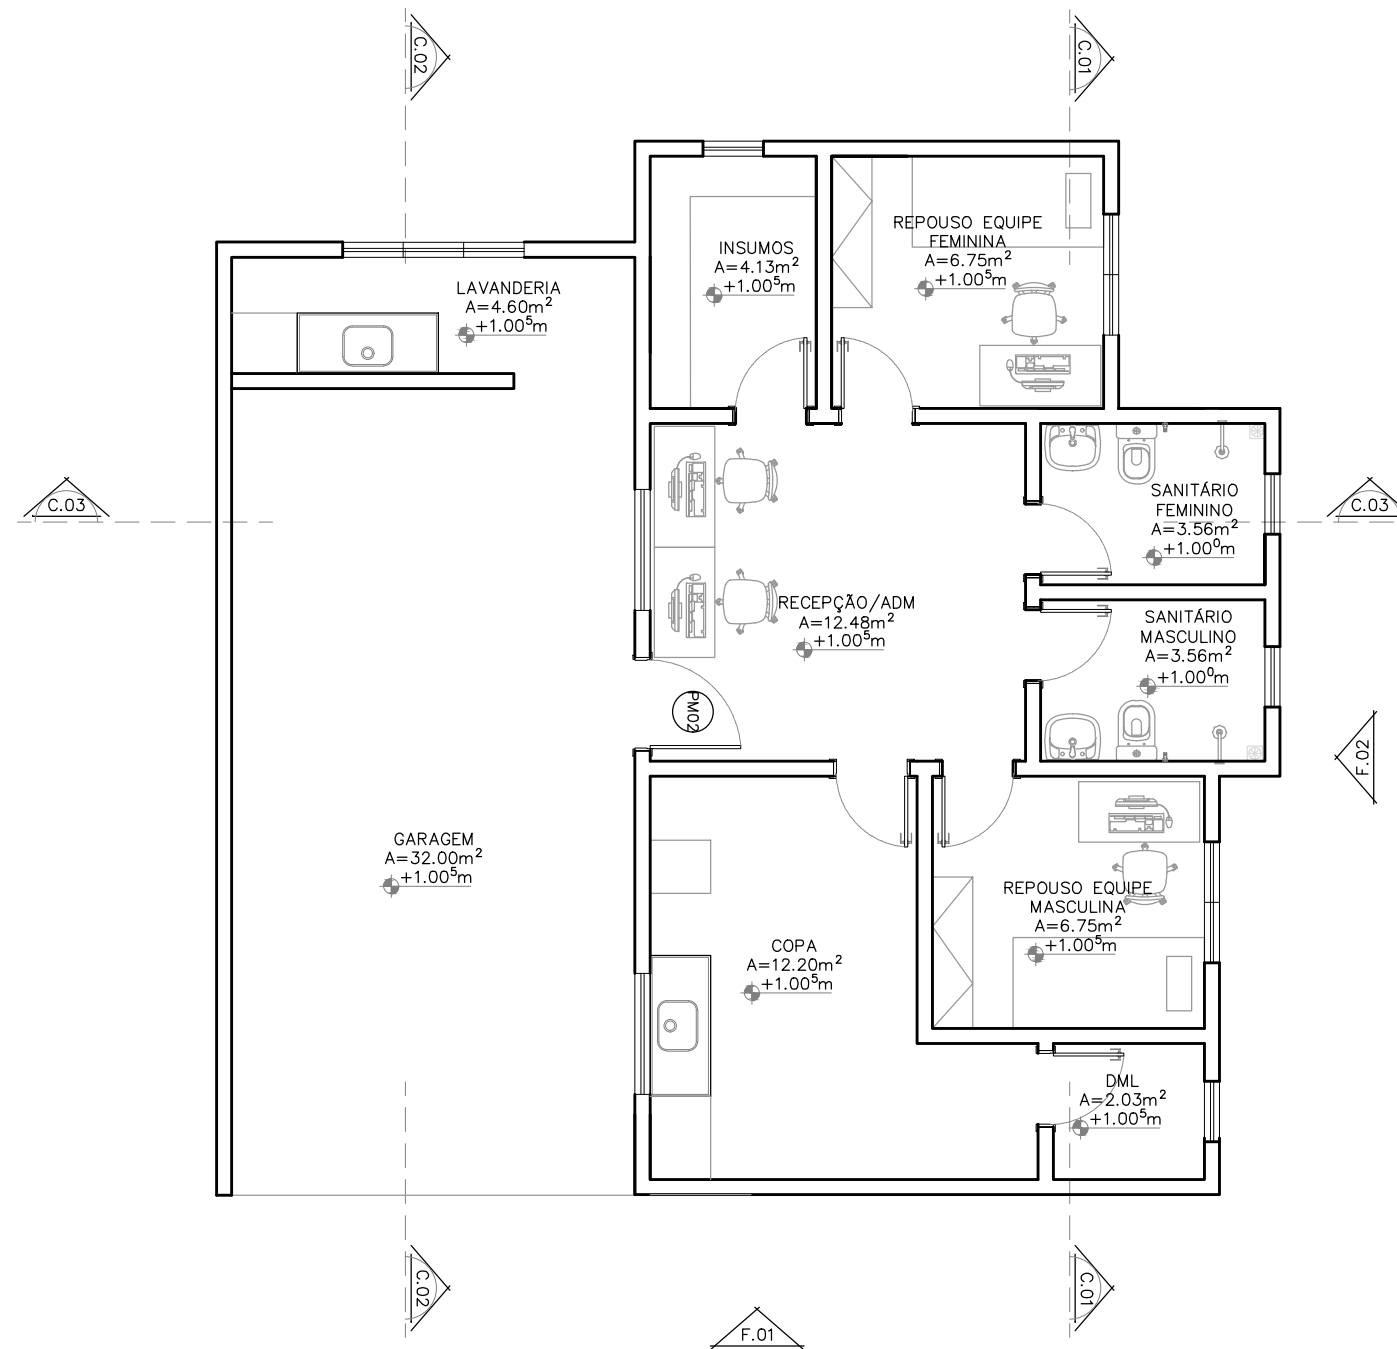 C.02
C.01
REPOUSO EQUIPE
FEMININA
A=6.75m²
+1.00⁵m
INSUMOS
A=4.13m²
+1.00⁵m
LAVANDERIA
A=4.60m²
+1.00⁵m
C.03
C.03
SANITÁRIO
FEMININO
A=3.56m²
+1.00⁰m
RECEPÇÃO/ADM
A=12.48m²
+1.00⁵m
SANITÁRIO
MASCULINO
A=3.56m²
+1.00⁰m
PM02
F.02
GARAGEM
A=32.00m²
+1.00⁵m
REPOUSO EQUIPE
MASCULINA
A=6.75m²
+1.00⁵m
COPA
A=12.20m²
+1.00⁵m
DML
A=2.03m²
+1.00⁵m
C.02
C.01
F.01